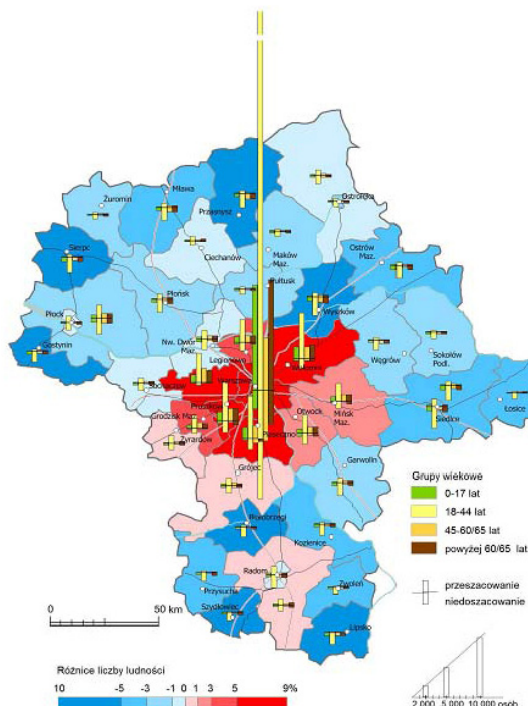 Żuromin
Mława
Przasnysz
Ostrołęka
Ciechanów
Sierpc
Maków
Maz.
Ostrów
Maz.
Płońsk
Pułtusk
Wyszków
Płock
Nw. Dwór
Maz.
Legionowo
Gostynin
Węgrów
Sokołów
Podl.
Wołomin
Sochaczew
Warszawa
Pruszków
Grodzisk Maz.
Otwock
Mińsk
Maz.
Siedlce
Łosice
Żyrardów
Piaseczno
Grójec
Garwolin
Białobrzegi
Kozienice
Radom
Przysucha
Zwoleń
Szydłowiec
Lipsko
Grupy wiekowe
0-17 lat
18-44 lat
45-60/65 lat
powyżej 60/65 lat
przeszacowanie
niedoszacowanie
0 50 km
Różnice liczby ludności
10 -5 -3 -1 0 1 3 5 9%
2 000 5 000 10 000 osób